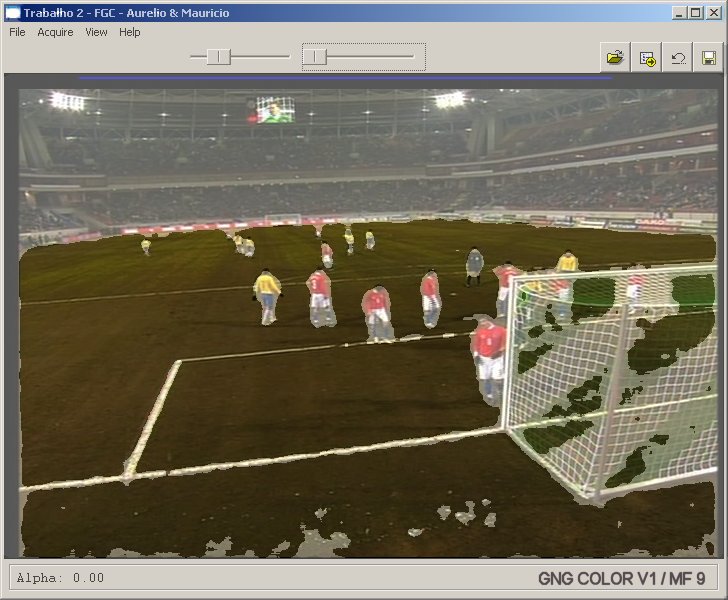 Trabalho 2 - FGC - Aurelio & Mauricio
File Acquire View Help
Alpha: 0.00
GNG COLOR V1 / MF 9